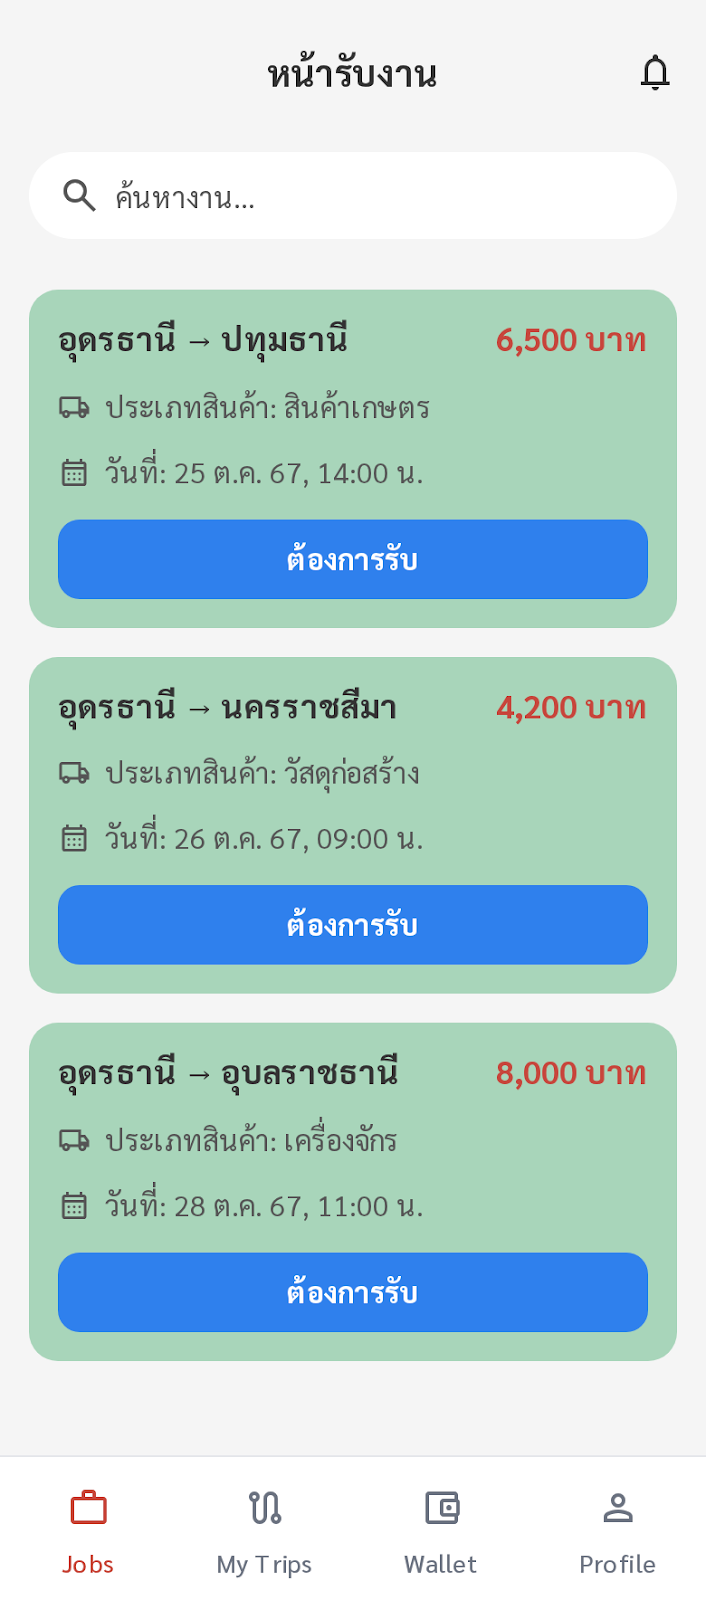 หน้ารับงาน
ค้นหางาน...
อุดรธานี → ปทุมธานี 6,500 บาท
ประเภทสินค้า: สินค้าเกษตร
วันที่: 25 ต.ค. 67, 14:00 น.
ต้องการรับ
อุดรธานี → นครราชสีมา 4,200 บาท
ประเภทสินค้า: วัสดุก่อสร้าง
วันที่: 26 ต.ค. 67, 09:00 น.
ต้องการรับ
อุดรธานี → อุบลราชธานี 8,000 บาท
ประเภทสินค้า: เครื่องจักร
วันที่: 28 ต.ค. 67, 11:00 น.
ต้องการรับ
Jobs My Trips Wallet Profile